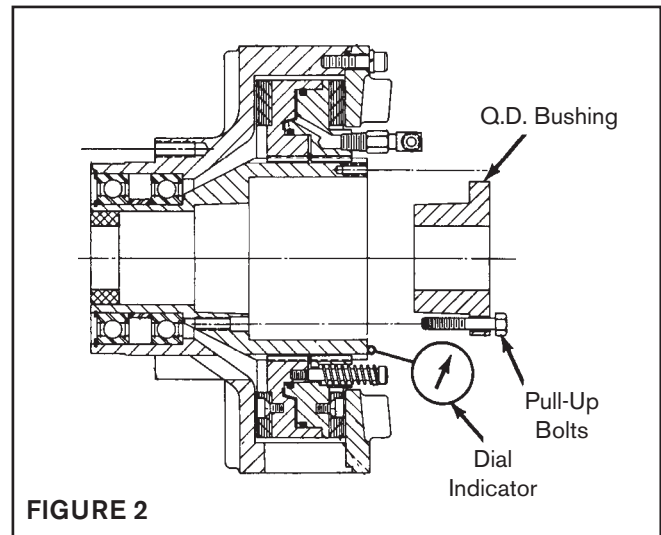 Q.D. Bushing
Pull-Up
Bolts
Dial
Indicator
FIGURE 2